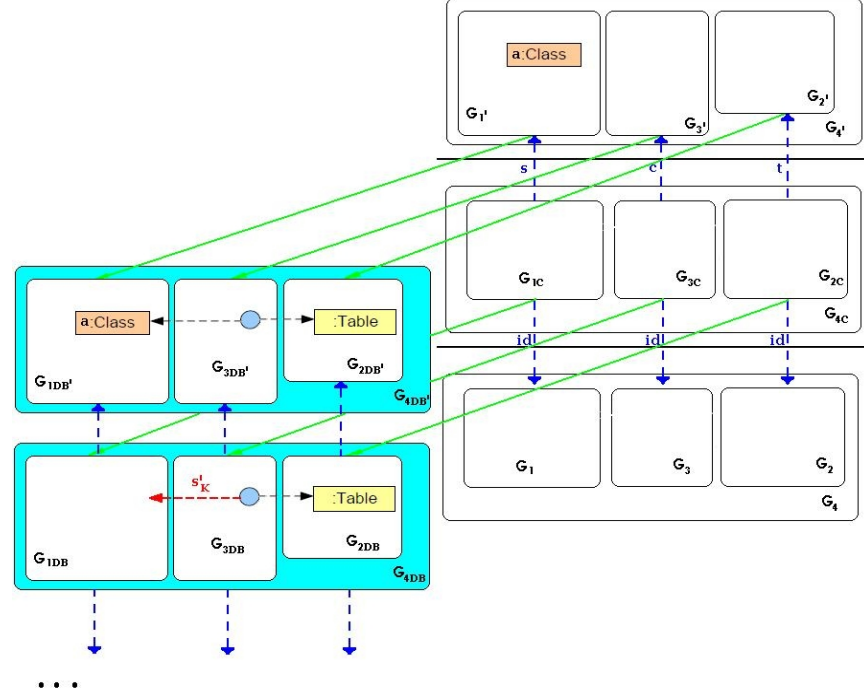 a:Class
G1'
G3'
G2'
G4'
s
c
t
G1C
G3C
G2C
G4C
id
id
id
a:Class
:Table
G1DB'
G3DB'
G2DB'
G4DB'
G1
G3
G2
G4
s'K
:Table
G1DB
G3DB
G2DB
G4DB
...